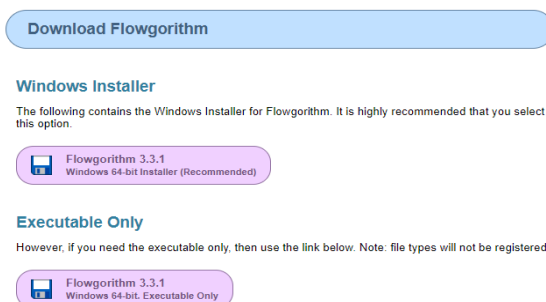 Download Flowgorithm
Windows Installer
The following contains the Windows Installer for Flowgorithm. It is highly recommended that you select
this option.
Flowgorithm 3.3.1
Windows 64-bit Installer (Recommended)
Executable Only
However, if you need the executable only, then use the link below. Note: file types will not be registered
Flowgorithm 3.3.1
Windows 64-bit. Executable Only